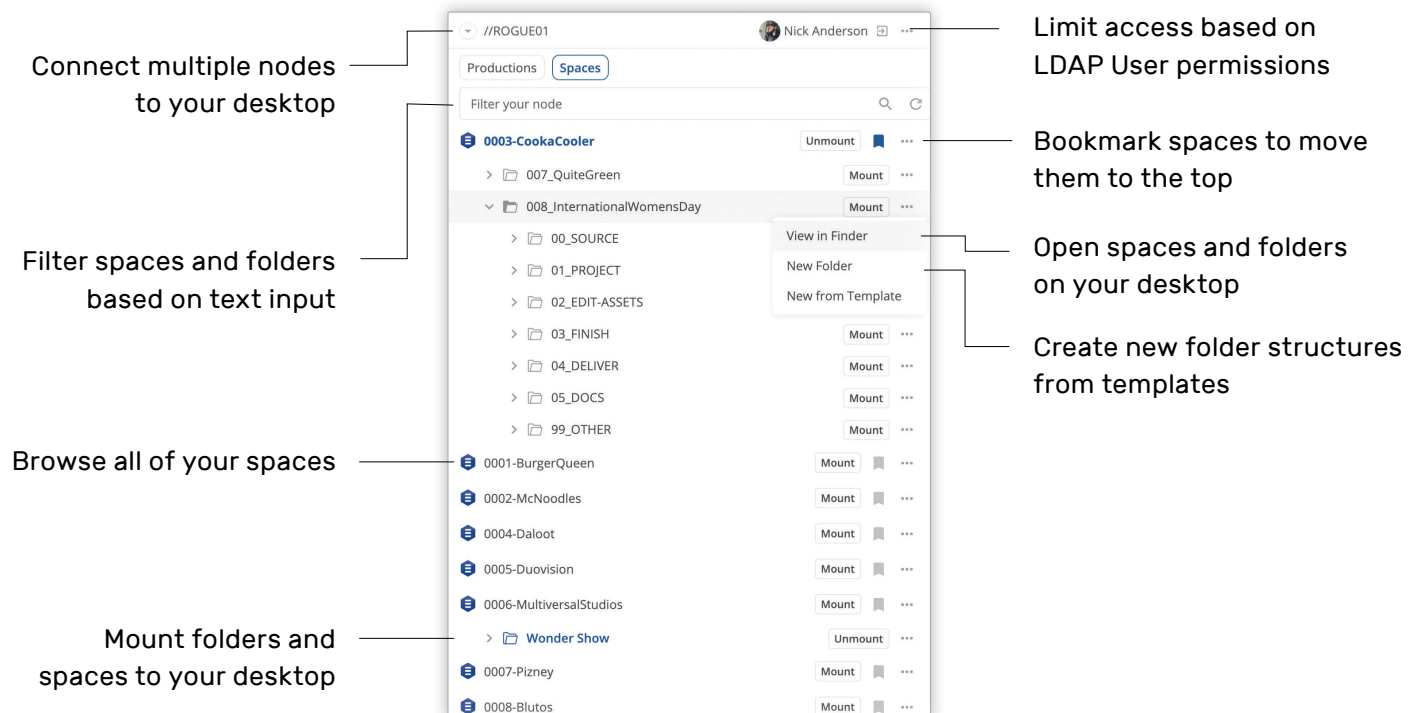 Connect multiple nodes
to your desktop
Filter spaces and folders
based on text input
Browse all of your spaces
Mount folders and
spaces to your desktop
//ROGUE01 Nick Anderson
Productions Spaces
Filter your node
0003-CookaCooler Unmount
007_QuiteGreen Mount
008_InternationalWomensDay Mount
00_SOURCE
01_PROJECT
02_EDIT-ASSETS
View in Finder
New Folder
New from Template
03_FINISH Mount
04_DELIVER Mount
05_DOCS Mount
99_OTHER Mount
0001-BurgerQueen Mount
0002-McNoodles Mount
0004-Daloot Mount
0005-Duovision Mount
0006-MultiversalStudios Mount
Wonder Show Unmount
0007-Pizney Mount
0008-Blutos Mount
Limit access based on
LDAP User permissions
Bookmark spaces to move
them to the top
Open spaces and folders
on your desktop
Create new folder structures
from templates